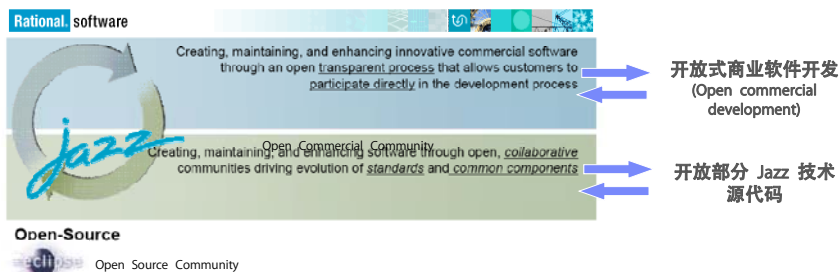 Rational. software
Creating, maintaining, and enhancing innovative commercial software
through an open transparent process that allows customers to
participate directly in the development process
开放式商业软件开发
(Open commercial
development)
jazz
Open Commercial Community
Creating, maintaining, and enhancing software through open, collaborative
communities driving evolution of standards and common components
开放部分 Jazz 技术
源代码
Open-Source
eclipse
Open Source Community